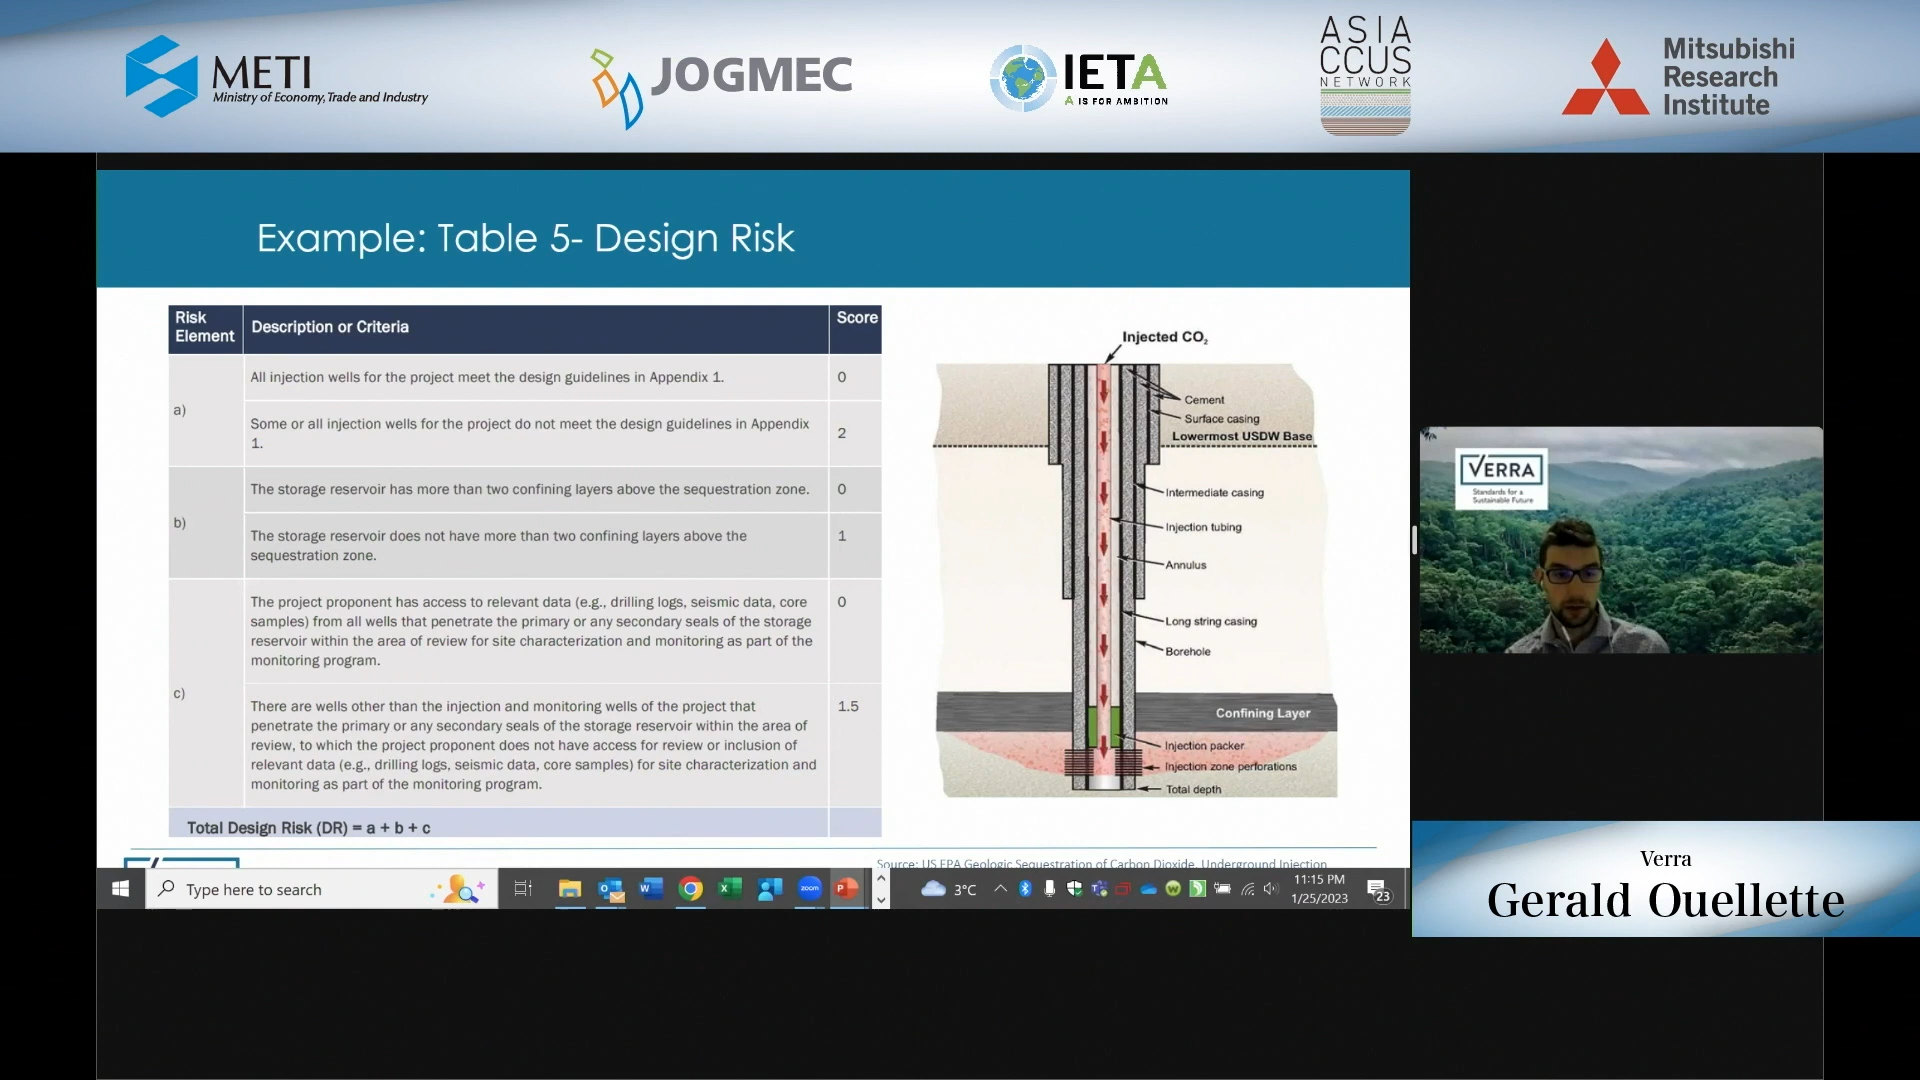 METI
Ministry of Economy, Trade and Industry
JOGMEC
IETA
A IS FOR AMBITION
ASIA
CCUS
NETWORK
Mitsubishi
Research
Institute
Example: Table 5- Design Risk
Risk
Element
Description or Criteria
Score
a)
All injection wells for the project meet the design guidelines in Appendix 1.
0
Some or all injection wells for the project do not meet the design guidelines in Appendix
1.
2
b)
The storage reservoir has more than two confining layers above the sequestration zone.
0
The storage reservoir does not have more than two confining layers above the
sequestration zone.
1
c)
The project proponent has access to relevant data (e.g., drilling logs, seismic data, core
samples) from all wells that penetrate the primary or any secondary seals of the storage
reservoir within the area of review for site characterization and monitoring as part of the
monitoring program.
0
There are wells other than the injection and monitoring wells of the project that
penetrate the primary or any secondary seals of the storage reservoir within the area of
review, to which the project proponent does not have access for review or inclusion of
relevant data (e.g., drilling logs, seismic data, core samples) for site characterization and
monitoring as part of the monitoring program.
1.5
Total Design Risk (DR) = a + b + c
Injected CO₂
Cement
Surface casing
Lowermost USDW Base
Intermediate casing
Injection tubing
Annulus
Long string casing
Borehole
Confining Layer
Injection packer
Injection zone perforations
Total depth
Source: US EPA Geologic Sequestration of Carbon Dioxide, Underground Injection
VERRA
Standards for a
Sustainable Future
Type here to search
zoom
3°C
11:15 PM
1/25/2023
23
Verra
Gerald Ouellette